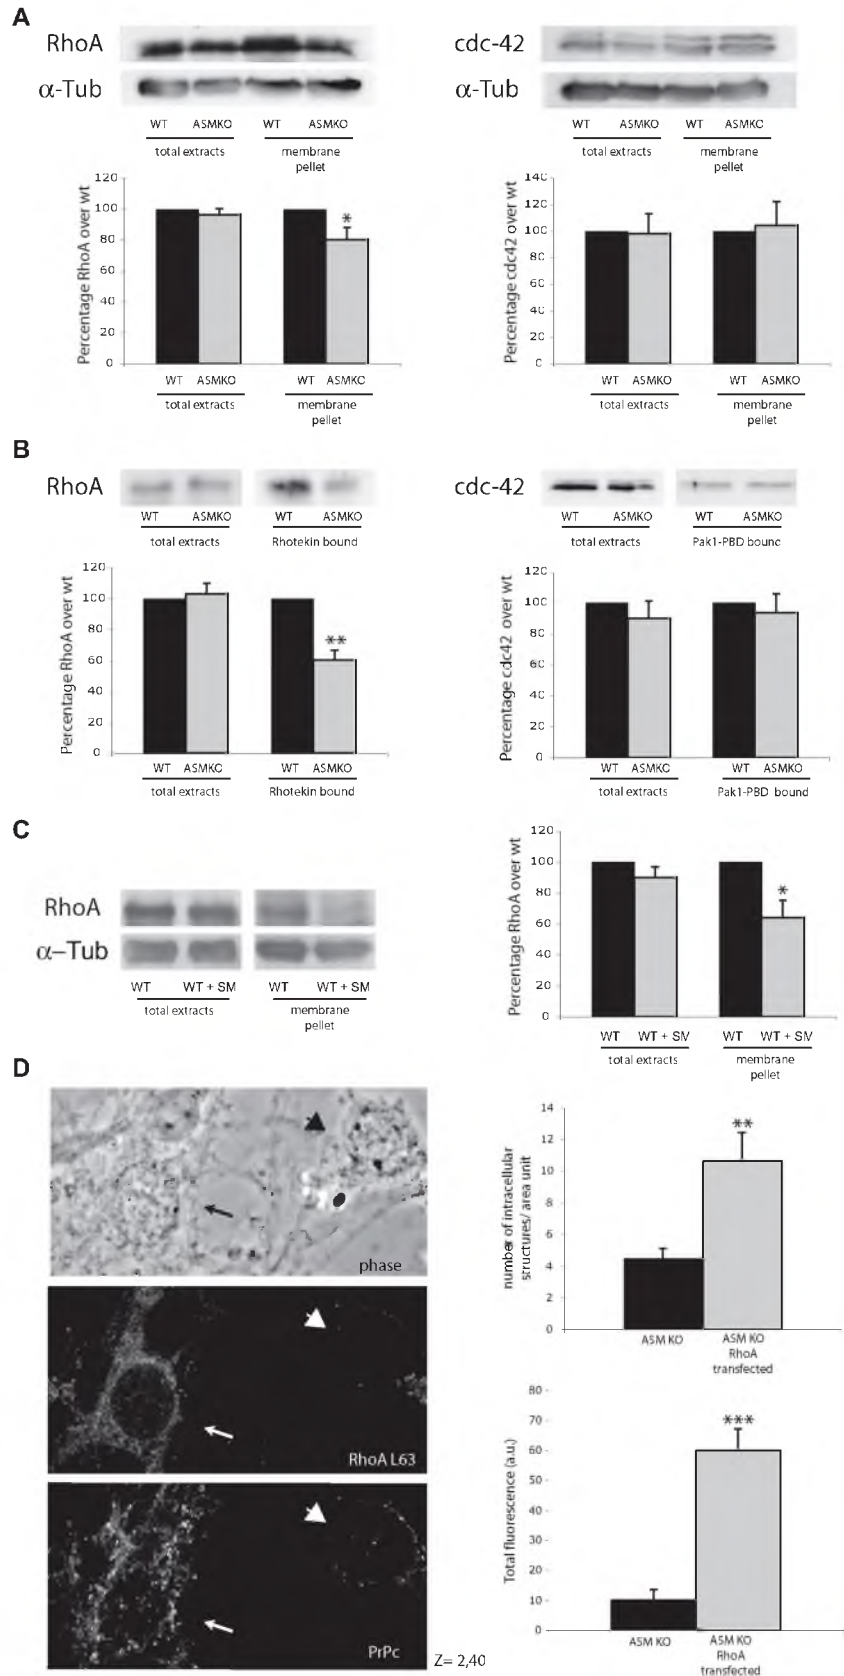 A
RhoA
α-Tub
WT ASMKO WT ASMKO
total extracts membrane
pellet
Percentage RhoA over wt
120
100
80
60
40
20
0
*
WT ASMKO WT ASMKO
total extracts membrane
pellet
cdc-42
α-Tub
WT ASMKO WT ASMKO
total extracts membrane
pellet
Percentage cdc42 over wt
140
120
100
80
60
40
20
0
WT ASMKO WT ASMKO
total extracts membrane
pellet
B
RhoA
WT ASMKO WT ASMKO
total extracts Rhotekin bound
Percentage RhoA over wt
120
100
80
60
40
20
0
**
WT ASMKO WT ASMKO
total extracts Rhotekin bound
cdc-42
WT ASMKO WT ASMKO
total extracts Pak1-PBD bound
Percentage cdc42 over wt
120
100
80
60
40
20
0
WT ASMKO WT ASMKO
total extracts Pak1-PBD bound
C
RhoA
α–Tub
WT WT + SM WT WT + SM
total extracts membrane
pellet
Percentage RhoA over wt
120
100
80
60
40
20
0
*
WT WT + SM WT WT + SM
total extracts membrane
pellet
D
phase
RhoA L63
PrPc
Z= 2,40
number of intracellular
structures/ area unit
14
12
10
8
6
4
2
0
**
ASM KO ASM KO
RhoA
transfected
Total fluorescence (a.u.)
80
70
60
50
40
30
20
10
0
***
ASM KO ASM KO
RhoA
transfected